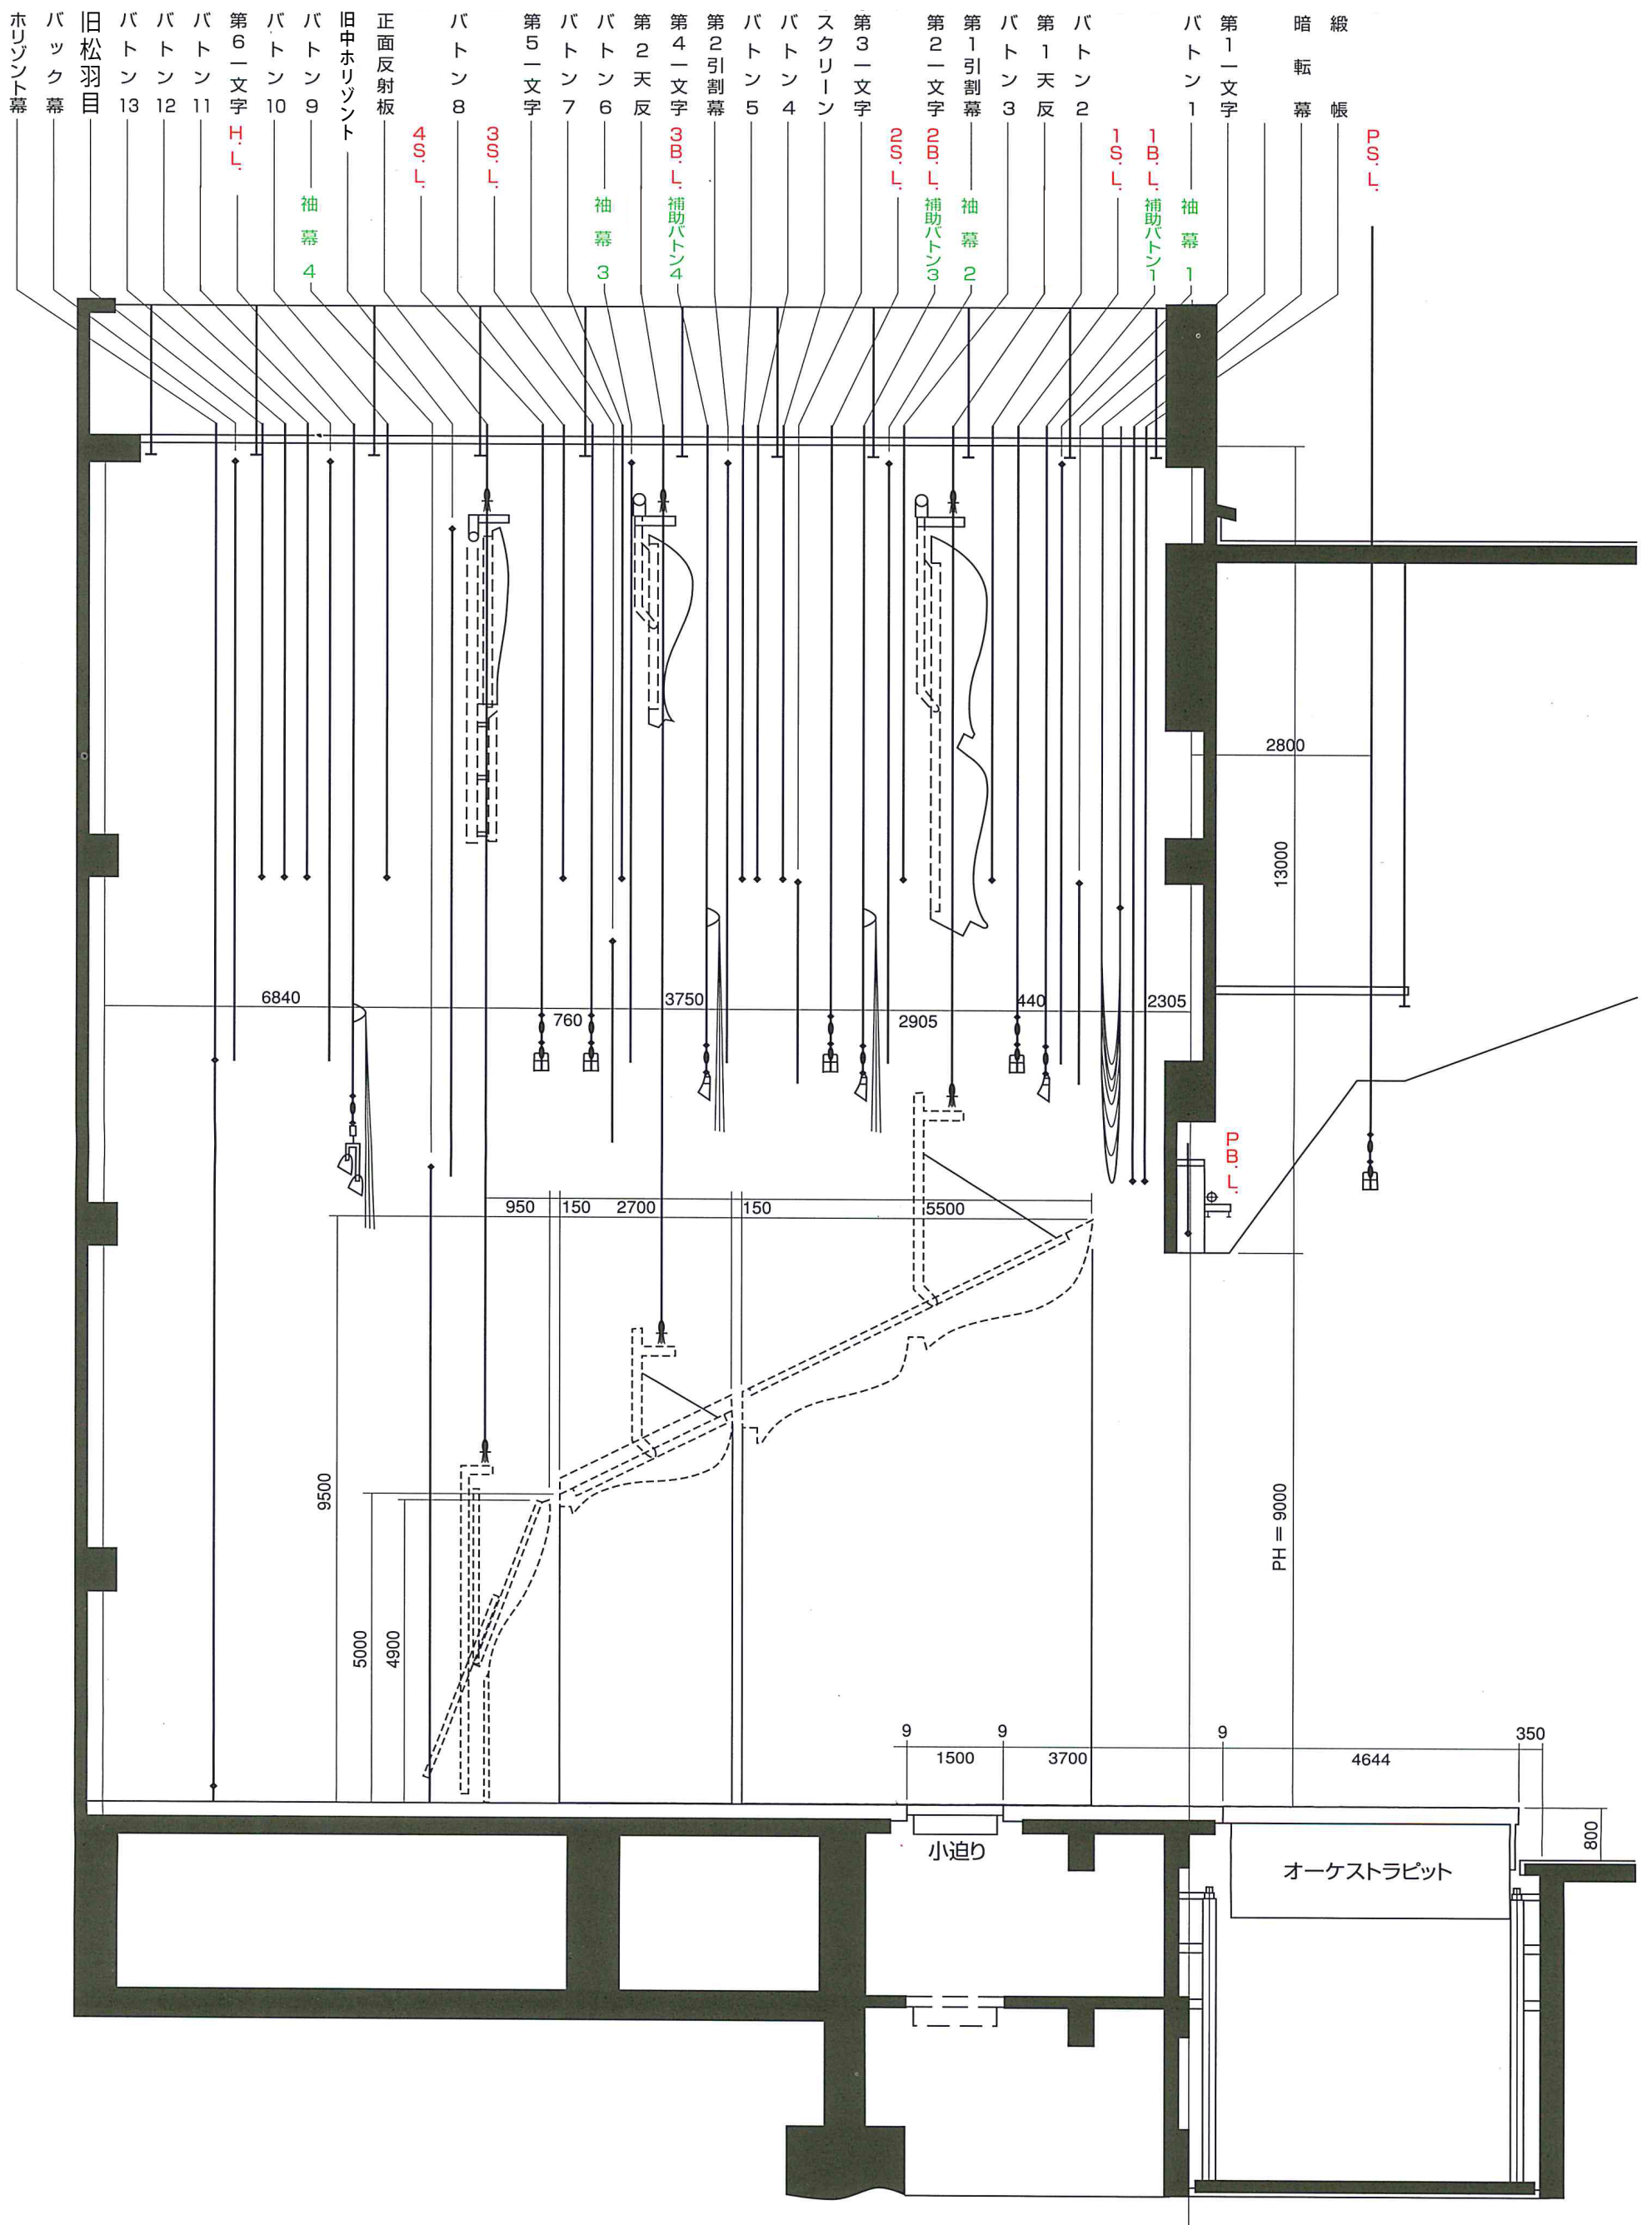 ホリゾント幕
バック幕
旧松羽目
バトン13
バトン12
バトン11
第6一文字
H.L.
バトン10
バトン9
袖幕4
旧中ホリゾント
正面反射板
4S.L.
バトン8
3S.L.
第5一文字
バトン7
バトン6
袖幕3
第2天反
第4一文字
3B.L.
補助バトン4
第2引割幕
バトン5
バトン4
スクリーン
第3一文字
2S.L.
第2一文字
2B.L.
補助バトン3
第1引割幕
袖幕2
バトン3
第1天反
バトン2
1S.L.
1B.L.
補助バトン1
バトン1
袖幕1
第1一文字
暗転幕
緞帳
PS.L.
2800
13000
6840
760
3750
2905
440
2305
PB.L.
950
150
2700
150
5500
9500
5000
4900
PH = 9000
9
1500
9
3700
9
4644
350
800
小迫り
オーケストラピット